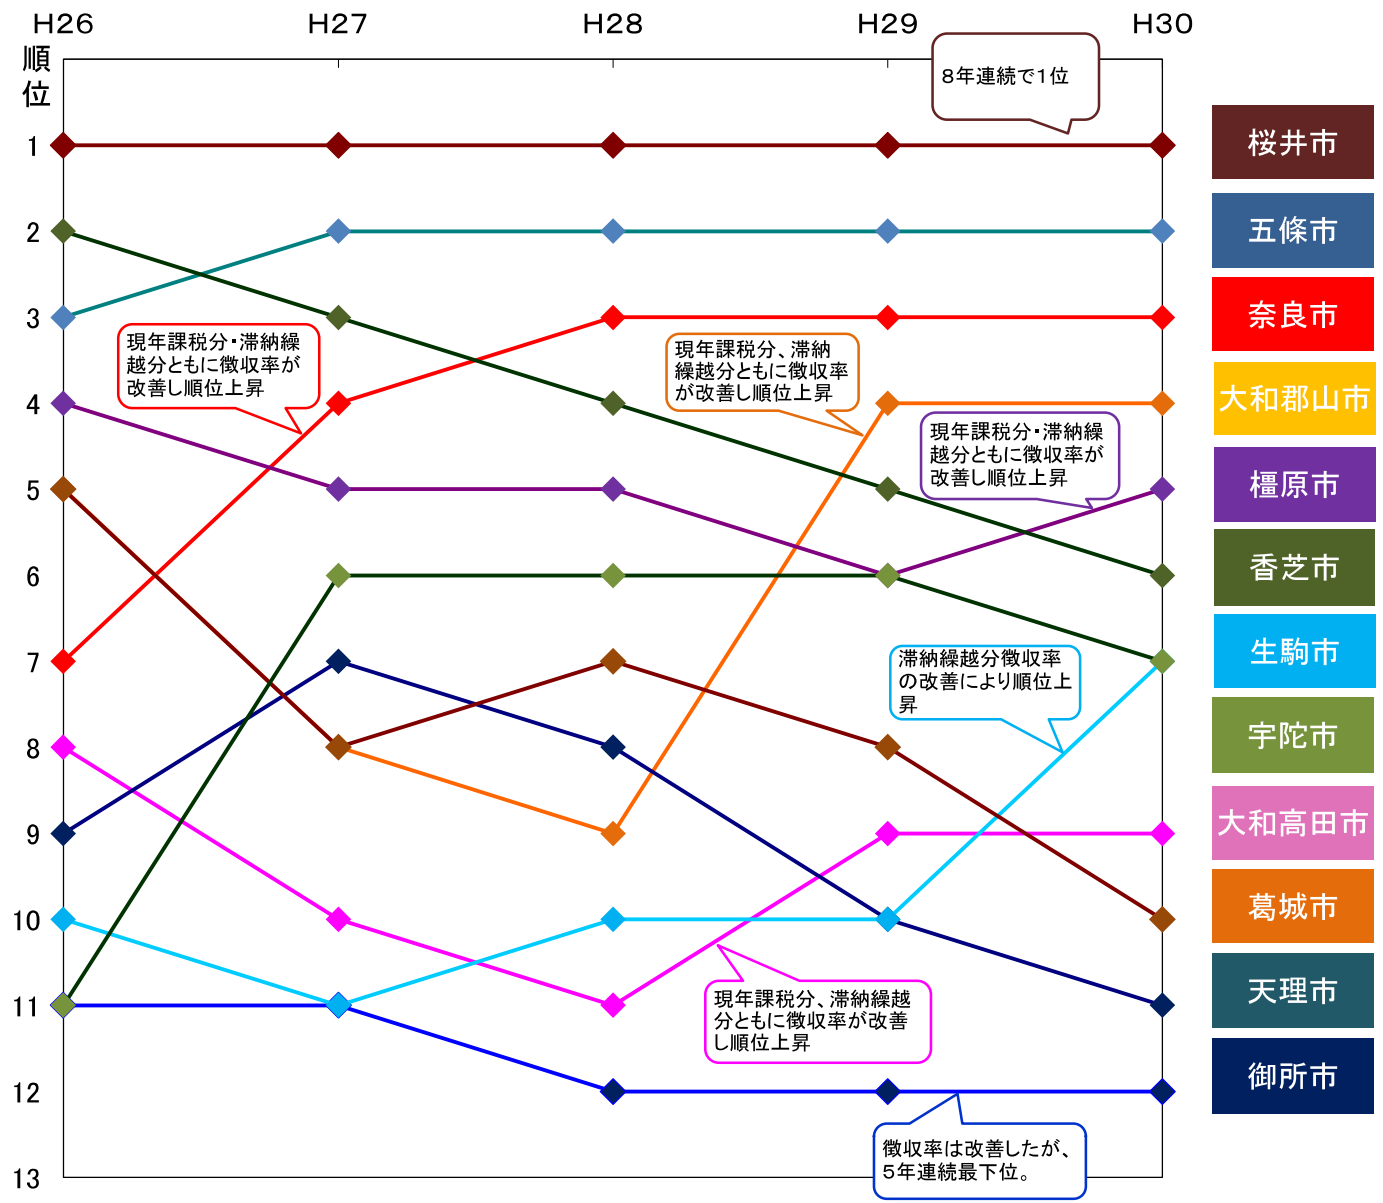 H26 H27 H28 H29 H30
順
位
8年連続で1位
1
2
3
4
5
6
7
8
9
10
11
12
13
現年課税分・滞納繰
越分ともに徴収率が
改善し順位上昇
現年課税分、滞納
繰越分ともに徴収率
が改善し順位上昇
現年課税分・滞納繰
越分ともに徴収率が
改善し順位上昇
滞納繰越分徴収率
の改善により順位上
昇
現年課税分、滞納繰越
分ともに徴収率が改善
し順位上昇
徴収率は改善したが、
5年連続最下位。
桜井市
五條市
奈良市
大和郡山市
橿原市
香芝市
生駒市
宇陀市
大和高田市
葛城市
天理市
御所市